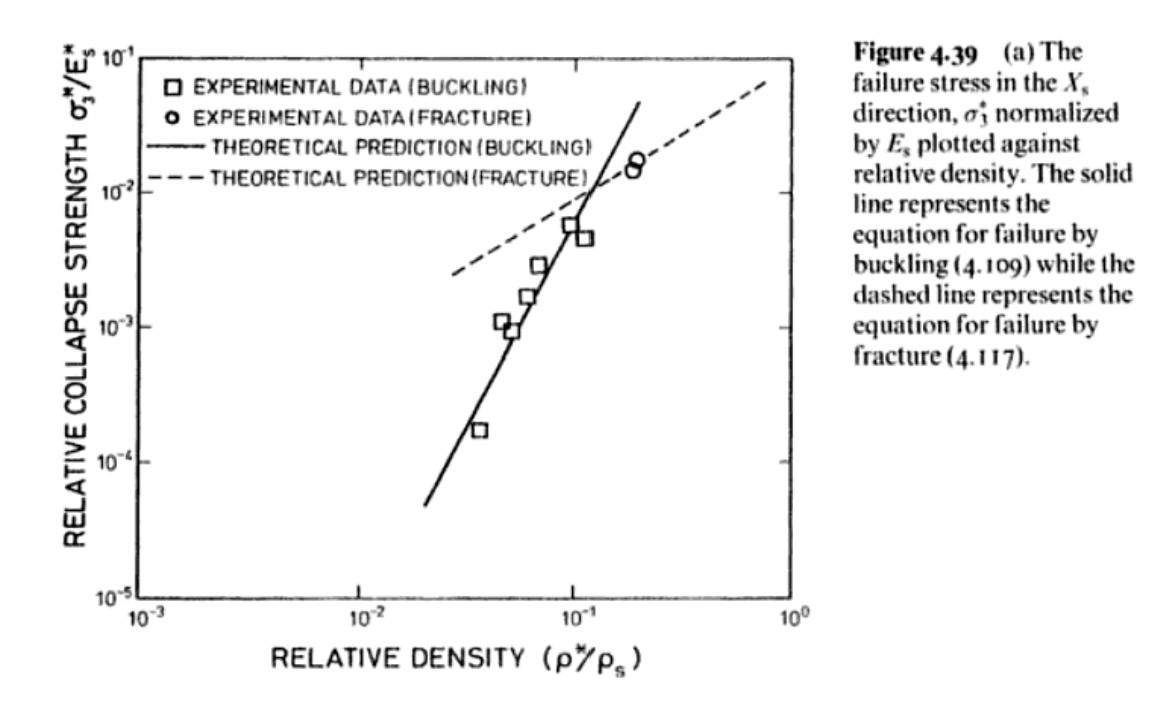 RELATIVE COLLAPSE STRENGTH σ₃*/E_s*
10⁻¹
10⁻²
10⁻³
10⁻⁴
10⁻⁵
EXPERIMENTAL DATA (BUCKLING)
EXPERIMENTAL DATA (FRACTURE)
THEORETICAL PREDICTION (BUCKLING)
THEORETICAL PREDICTION (FRACTURE)
10⁻³ 10⁻² 10⁻¹ 10⁰
RELATIVE DENSITY (ρ*/ρ_s)
Figure 4.39 (a) The
failure stress in the X_s
direction, σ₃* normalized
by E_s plotted against
relative density. The solid
line represents the
equation for failure by
buckling (4.109) while the
dashed line represents the
equation for failure by
fracture (4.117).